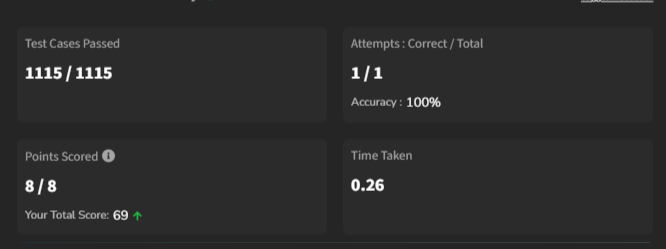 Test Cases Passed
1115 / 1115
Attempts : Correct / Total
1 / 1
Accuracy : 100%
Points Scored
8 / 8
Your Total Score: 69
Time Taken
0.26